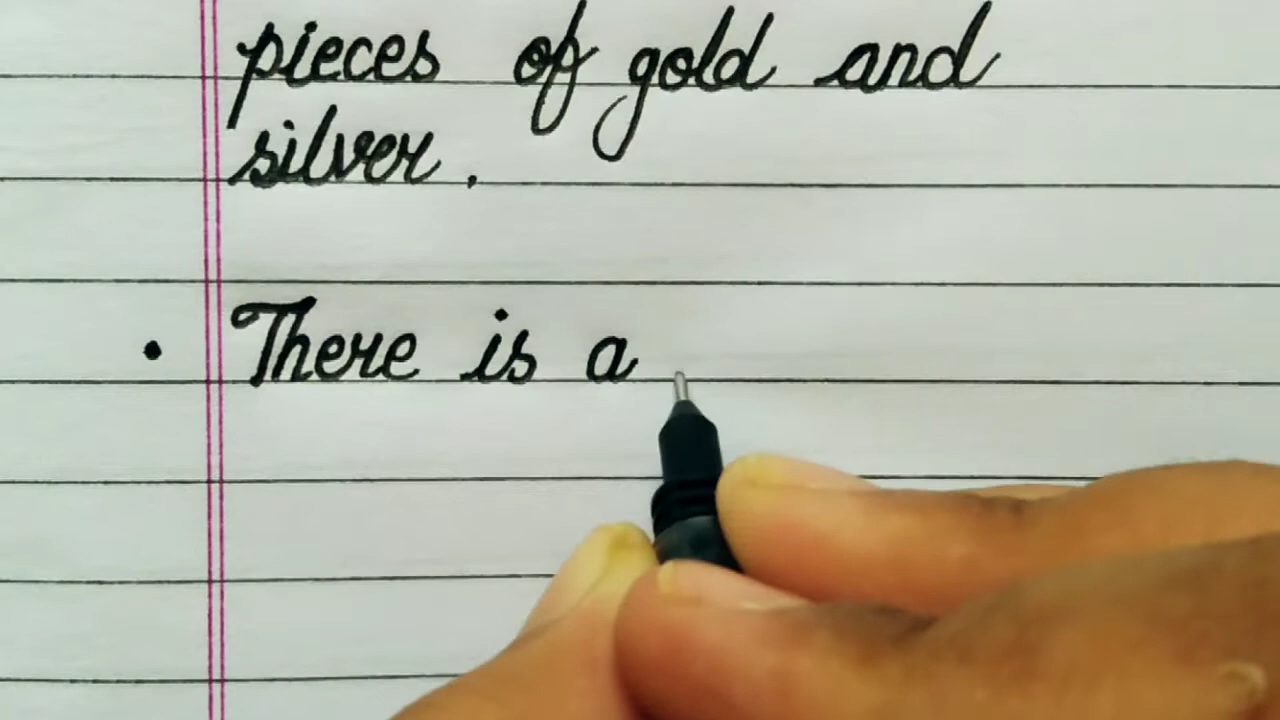 pieces of gold and
silver.
• There is a